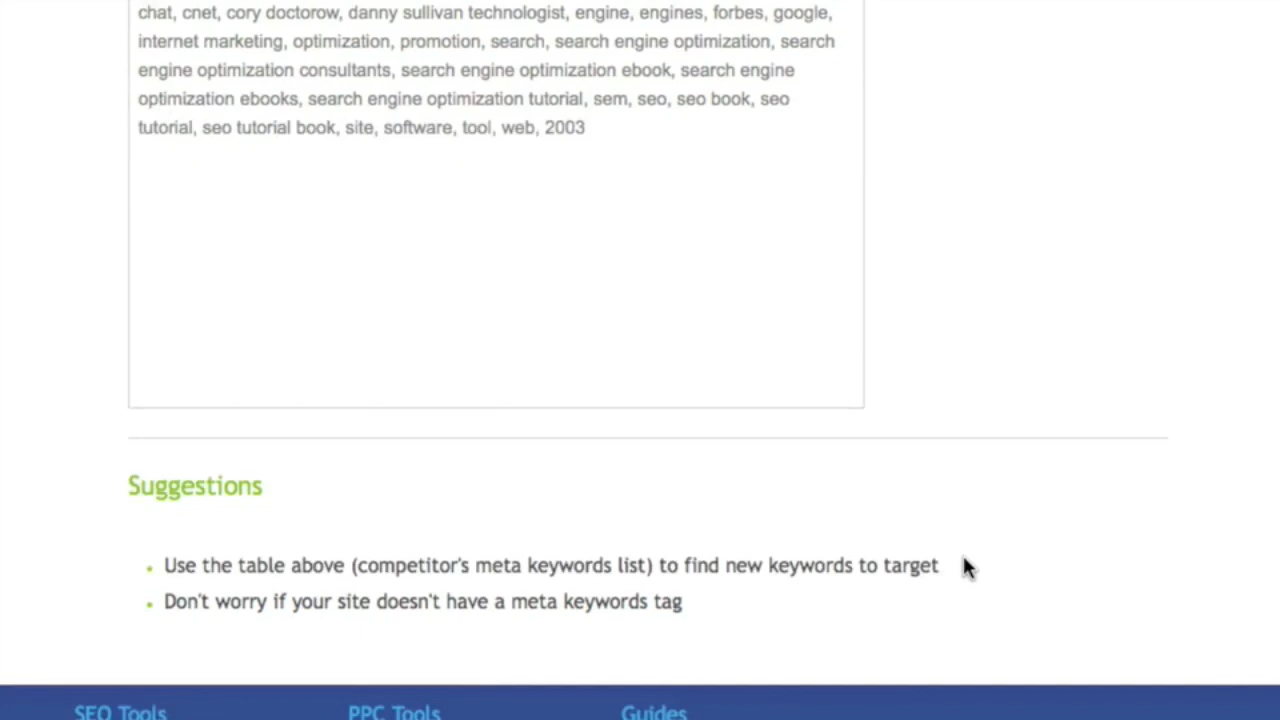 chat, cnet, cory doctorow, danny sullivan technologist, engine, engines, forbes, google,
internet marketing, optimization, promotion, search, search engine optimization, search
engine optimization consultants, search engine optimization ebook, search engine
optimization ebooks, search engine optimization tutorial, sem, seo, seo book, seo
tutorial, seo tutorial book, site, software, tool, web, 2003
Suggestions
Use the table above (competitor's meta keywords list) to find new keywords to target
Don't worry if your site doesn't have a meta keywords tag
SEO Tools PPC Tools Guides